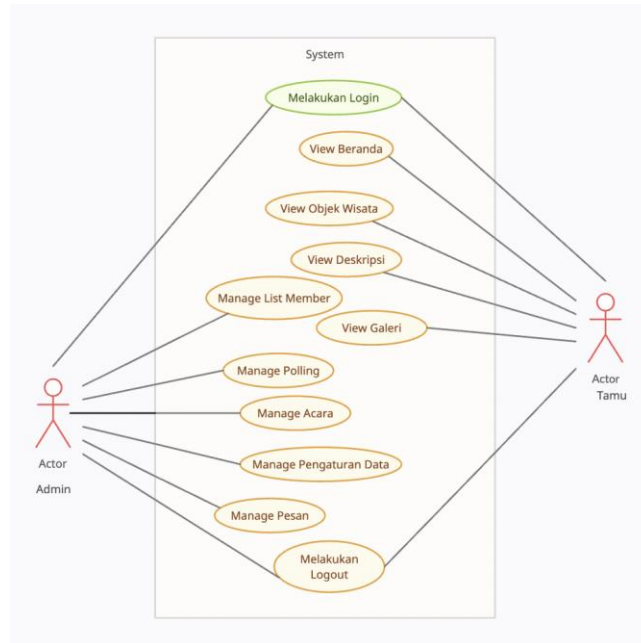 System
Melakukan Login
View Beranda
View Objek Wisata
View Deskripsi
Manage List Member
View Galeri
Manage Polling
Manage Acara
Manage Pengaturan Data
Manage Pesan
Melakukan
Logout
Actor
Admin
Actor
Tamu